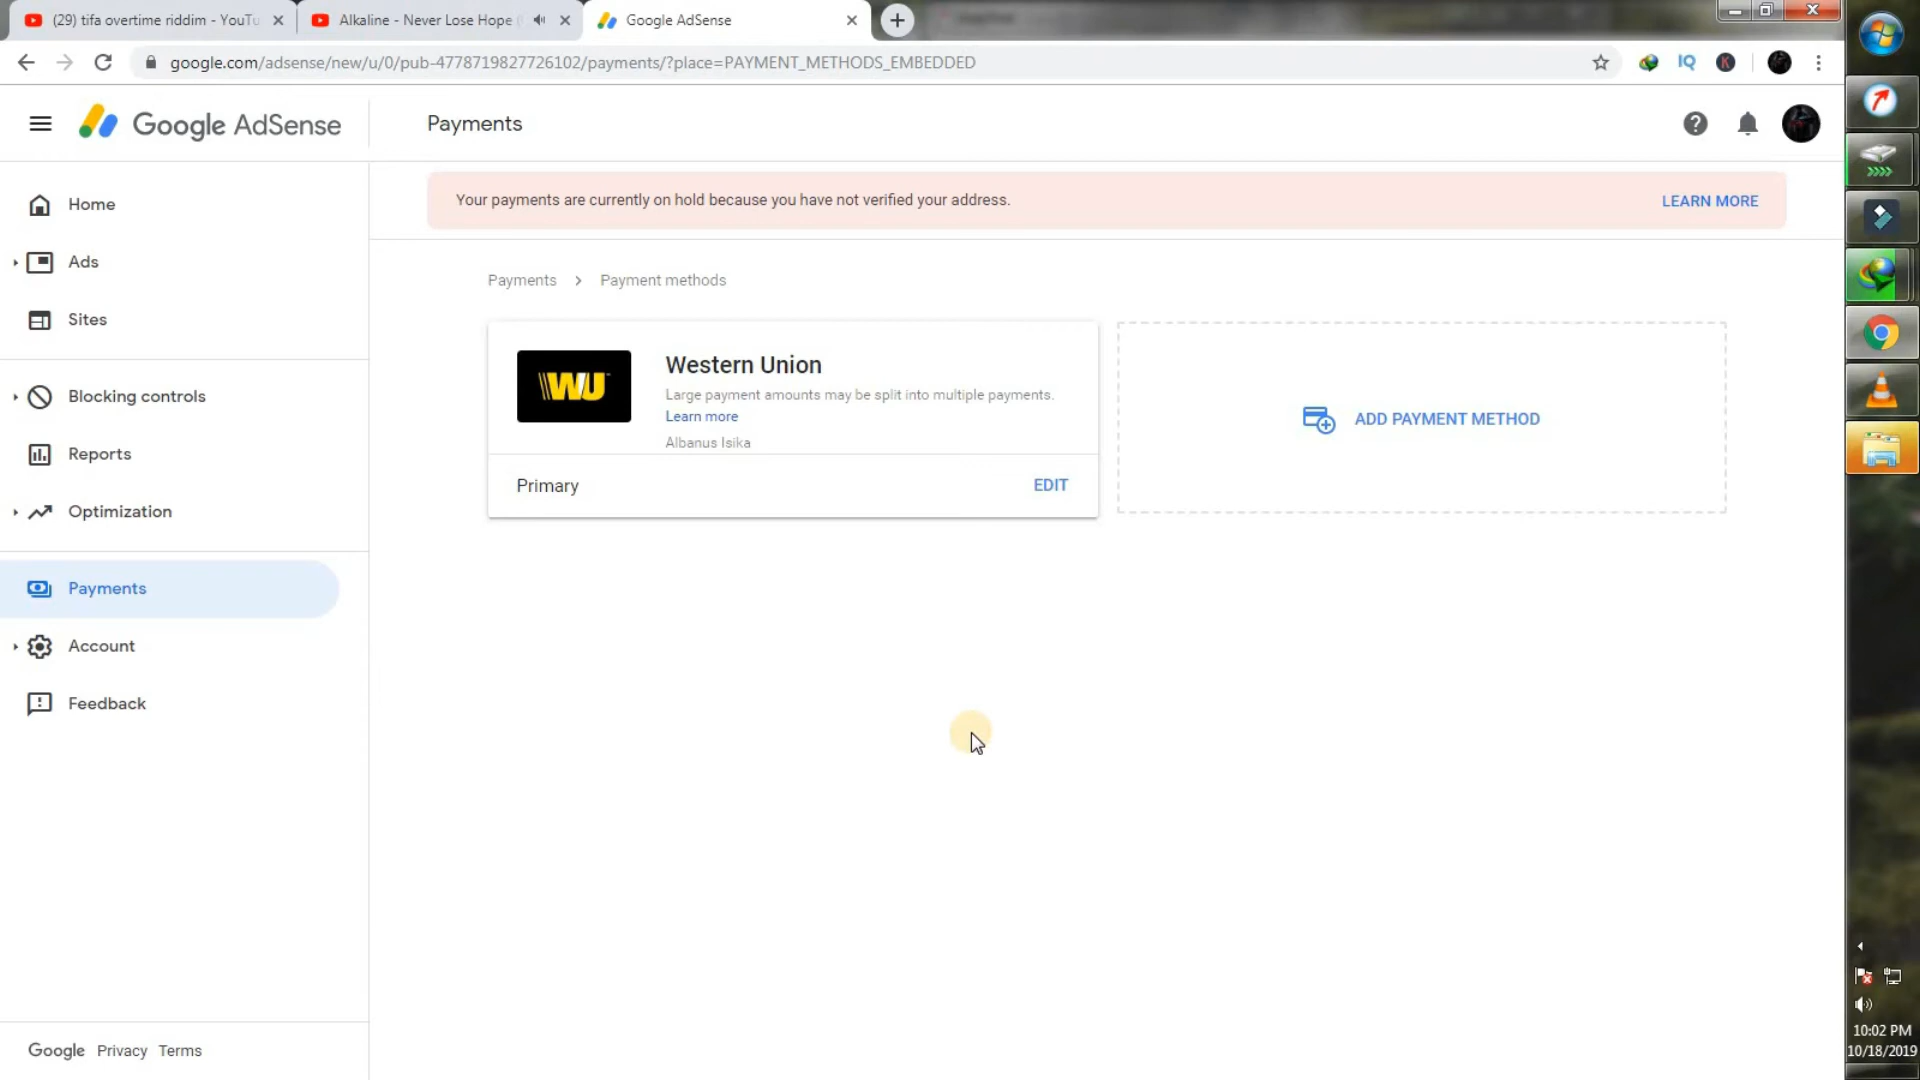 (29) tifa overtime riddim - YouTu
Alkaline - Never Lose Hope (
Google AdSense
google.com/adsense/new/u/0/pub-4778719827726102/payments/?place=PAYMENT_METHODS_EMBEDDED
IQ
K
Google AdSense
Payments
Home
Ads
Sites
Blocking controls
Reports
Optimization
Payments
Account
Feedback
Google Privacy Terms
Your payments are currently on hold because you have not verified your address.
LEARN MORE
Payments > Payment methods
WU
Western Union
Large payment amounts may be split into multiple payments.
Learn more
Albanus Isika
Primary
EDIT
ADD PAYMENT METHOD
10:02 PM
10/18/2019